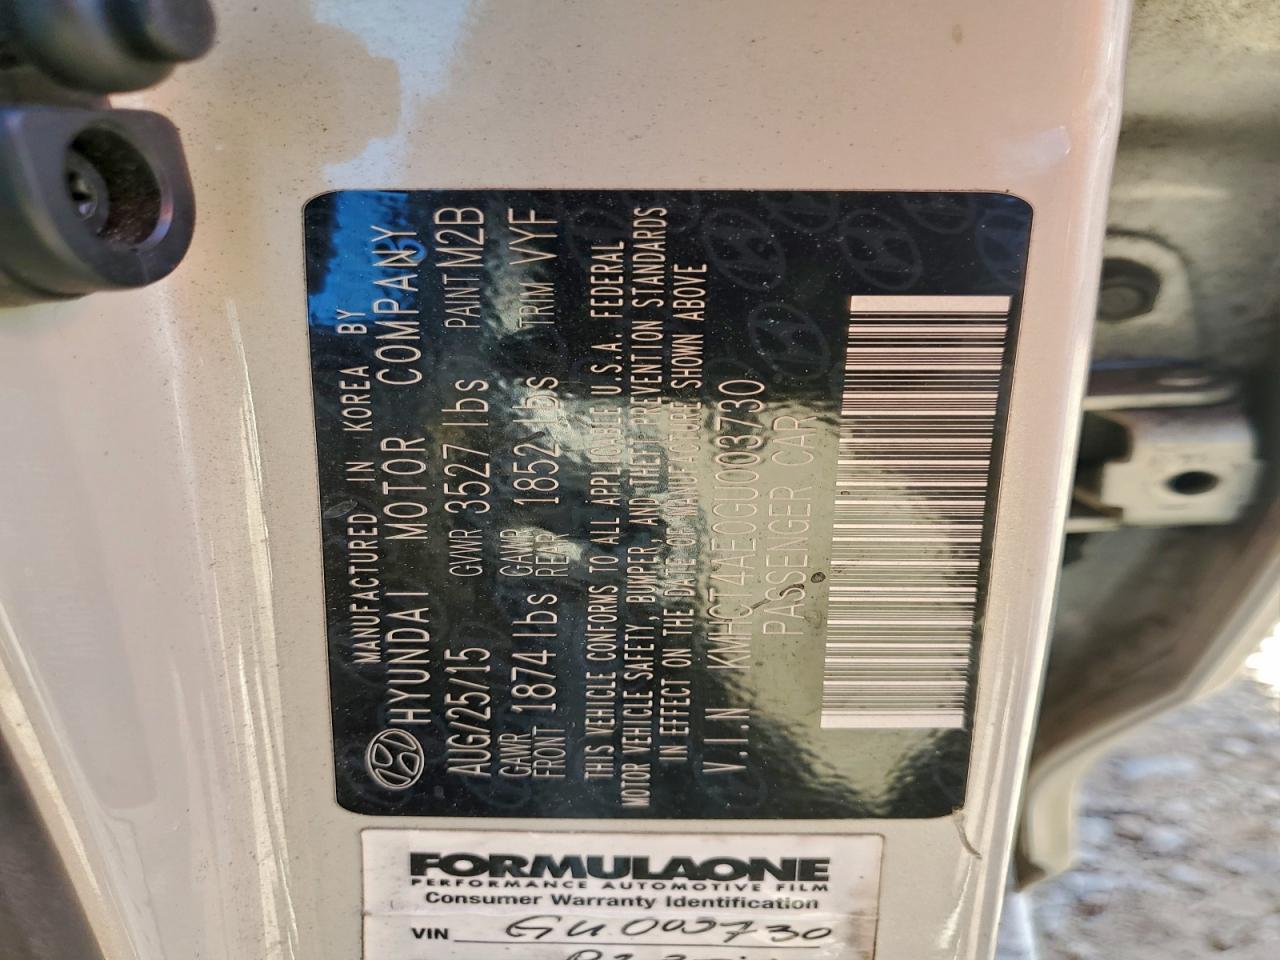 MANUFACTURED IN KOREA BY
HYUNDAI MOTOR COMPANY
AUG/25/15 GVWR 3527 lbs PAINT M2B
GAWR FRONT 1874 lbs GAWR REAR 1852 lbs TRIM VYF
THIS VEHICLE CONFORMS TO ALL APPLICABLE U.S.A FEDERAL
MOTOR VEHICLE SAFETY, BUMPER, AND THEFT PREVENTION STANDARDS
IN EFFECT ON THE DATE OF MANUFACTURE SHOWN ABOVE
V.I.N KMHCT4AE0GU003730
PASSENGER CAR
FORMULAONE
PERFORMANCE AUTOMOTIVE FILM
Consumer Warranty Identification
VIN GU003730